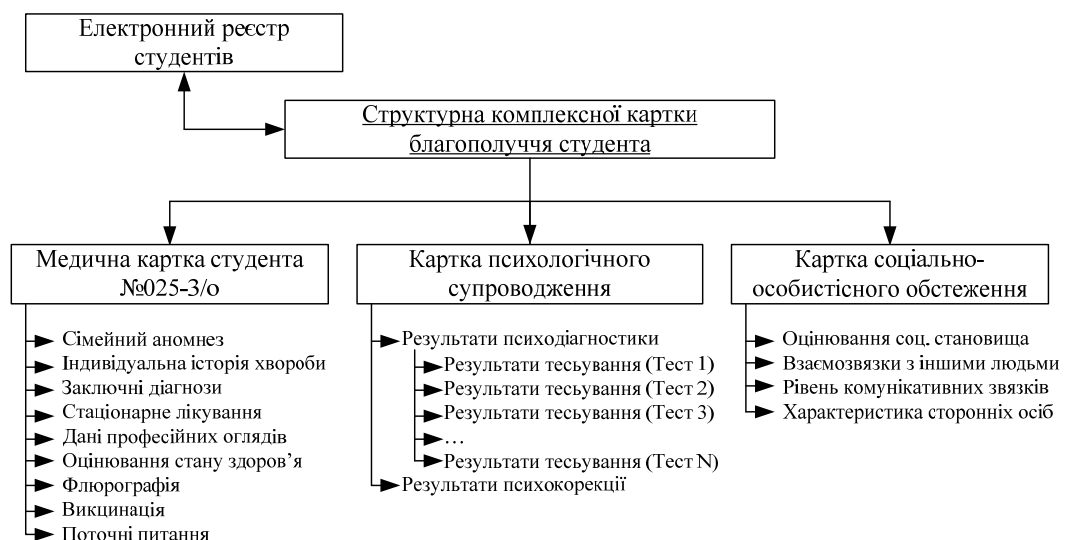 Електронний реєстр
студентів
Структурна комплексної картки
благополуччя студента
Медична картка студента
№025-3/о
Сімейний аномнез
Індивідуальна історія хвороби
Заключні діагнози
Стаціонарне лікування
Дані професійних оглядів
Оцінювання стану здоров’я
Флюрографія
Викцинація
Поточні питання
Картка психологічного
супроводження
Результати психодіагностики
Результати тесьування (Тест 1)
Результати тесьування (Тест 2)
Результати тесьування (Тест 3)
…
Результати тесьування (Тест N)
Результати психокорекції
Картка соціально-
особистісного обстеження
Оцінювання соц. становища
Взаємозвязки з іншими людьми
Рівень комунікативних звязків
Характеристика сторонніх осіб